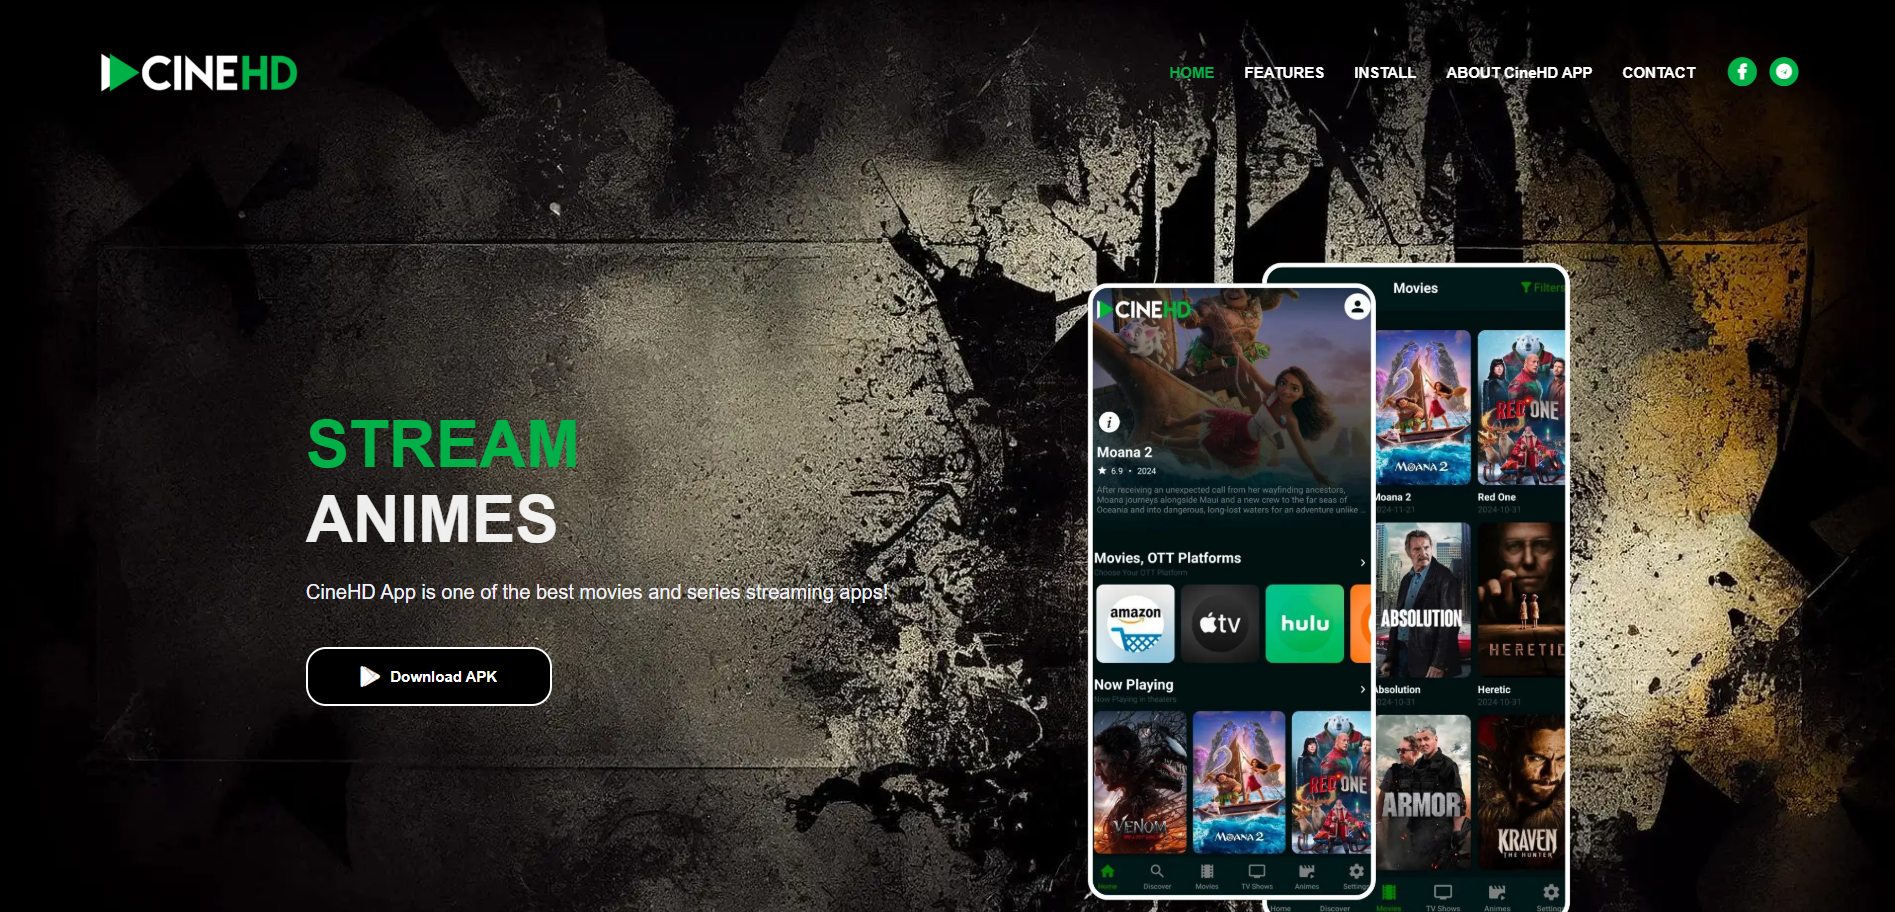 CINEHD
HOME
FEATURES
INSTALL
ABOUT CineHD APP
CONTACT
STREAM
ANIMES
CineHD App is one of the best movies and series streaming apps!
Download APK
CINEHD
Moana 2
6.9 • 2024
After receiving an unexpected call from her wayfinding ancestors,
Moana journeys alongside Maui and a new crew to the far seas of
Oceania and into dangerous, long-lost waters for an adventure unlike ...
Movies, OTT Platforms
Choose Your OTT Platform
amazon
tv
hulu
Now Playing
Now Playing in theaters
VENOM
MOANA 2
RED ONE
Home
Discover
Movies
TV Shows
Animes
Settings
Movies
Filters
MOANA 2
RED ONE
Moana 2
Red One
2024-11-21
2024-10-31
ABSOLUTION
HERETIC
Absolution
Heretic
2024-10-31
2024-10-31
ARMOR
KRAVEN
THE HUNTER
Home
Discover
Movies
TV Shows
Animes
Settings